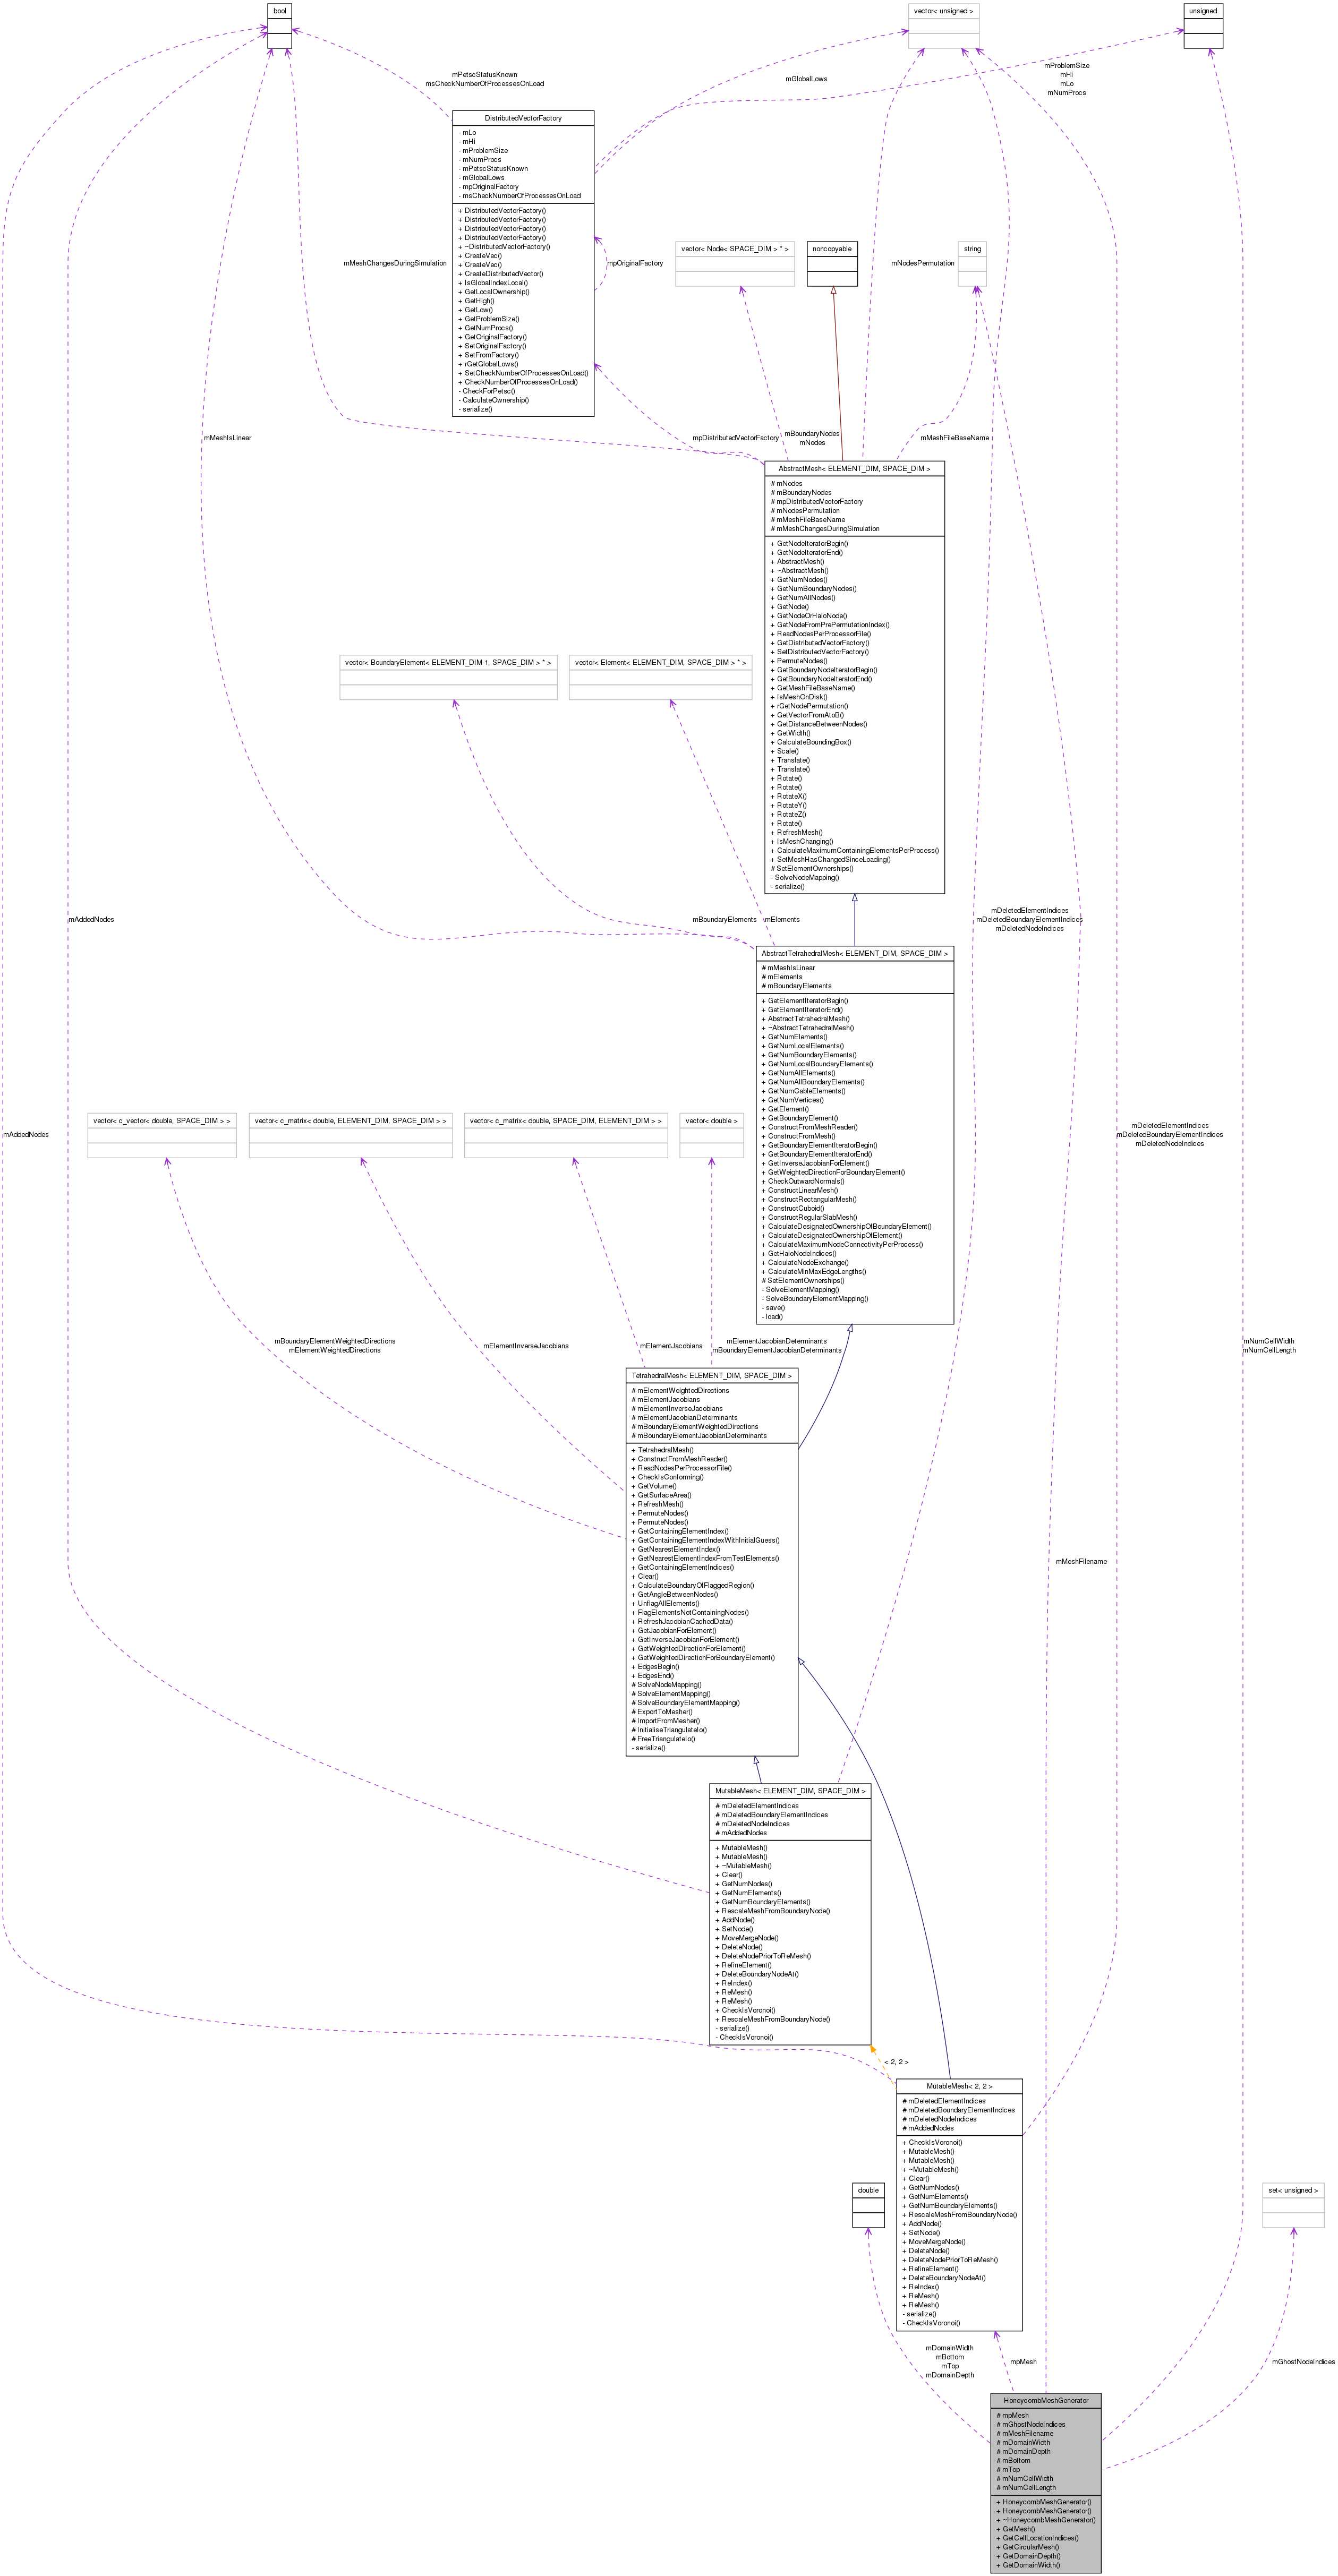 bool
vector< unsigned >
unsigned
mPetscStatusKnown
msCheckNumberOfProcessesOnLoad
mGlobalLows
mProblemSize
mHi
mLo
mNumProcs
DistributedVectorFactory
- mLo
- mHi
- mProblemSize
- mNumProcs
- mPetscStatusKnown
- mGlobalLows
- mpOriginalFactory
- msCheckNumberOfProcessesOnLoad
+ DistributedVectorFactory()
+ DistributedVectorFactory()
+ DistributedVectorFactory()
+ DistributedVectorFactory()
+ ~DistributedVectorFactory()
+ CreateVec()
+ CreateVec()
+ CreateDistributedVector()
+ IsGlobalIndexLocal()
+ GetLocalOwnership()
+ GetHigh()
+ GetLow()
+ GetProblemSize()
+ GetNumProcs()
+ GetOriginalFactory()
+ SetOriginalFactory()
+ SetFromFactory()
+ rGetGlobalLows()
+ SetCheckNumberOfProcessesOnLoad()
+ CheckNumberOfProcessesOnLoad()
- CheckForPetsc()
- CalculateOwnership()
- serialize()
mMeshChangesDuringSimulation
mpOriginalFactory
vector< Node< SPACE_DIM > * >
noncopyable
mNodesPermutation
string
mMeshIsLinear
mpDistributedVectorFactory
mBoundaryNodes
mNodes
mMeshFileBaseName
AbstractMesh< ELEMENT_DIM, SPACE_DIM >
# mNodes
# mBoundaryNodes
# mpDistributedVectorFactory
# mNodesPermutation
# mMeshFileBaseName
# mMeshChangesDuringSimulation
+ GetNodeIteratorBegin()
+ GetNodeIteratorEnd()
+ AbstractMesh()
+ ~AbstractMesh()
+ GetNumNodes()
+ GetNumBoundaryNodes()
+ GetNumAllNodes()
+ GetNode()
+ GetNodeOrHaloNode()
+ GetNodeFromPrePermutationIndex()
+ ReadNodesPerProcessorFile()
+ GetDistributedVectorFactory()
+ SetDistributedVectorFactory()
+ PermuteNodes()
+ GetBoundaryNodeIteratorBegin()
+ GetBoundaryNodeIteratorEnd()
+ GetMeshFileBaseName()
+ IsMeshOnDisk()
+ rGetNodePermutation()
+ GetVectorFromAtoB()
+ GetDistanceBetweenNodes()
+ GetWidth()
+ CalculateBoundingBox()
+ Scale()
+ Translate()
+ Translate()
+ Rotate()
+ Rotate()
+ RotateX()
+ RotateY()
+ RotateZ()
+ Rotate()
+ RefreshMesh()
+ IsMeshChanging()
+ CalculateMaximumContainingElementsPerProcess()
+ SetMeshHasChangedSinceLoading()
# SetElementOwnerships()
- SolveNodeMapping()
- serialize()
vector< BoundaryElement< ELEMENT_DIM-1, SPACE_DIM > * >
vector< Element< ELEMENT_DIM, SPACE_DIM > * >
mAddedNodes
mBoundaryElements
mElements
mDeletedElementIndices
mDeletedBoundaryElementIndices
mDeletedNodeIndices
AbstractTetrahedralMesh< ELEMENT_DIM, SPACE_DIM >
# mMeshIsLinear
# mElements
# mBoundaryElements
+ GetElementIteratorBegin()
+ GetElementIteratorEnd()
+ AbstractTetrahedralMesh()
+ ~AbstractTetrahedralMesh()
+ GetNumElements()
+ GetNumLocalElements()
+ GetNumBoundaryElements()
+ GetNumLocalBoundaryElements()
+ GetNumAllElements()
+ GetNumAllBoundaryElements()
+ GetNumCableElements()
+ GetNumVertices()
+ GetElement()
+ GetBoundaryElement()
+ ConstructFromMeshReader()
+ ConstructFromMesh()
+ GetBoundaryElementIteratorBegin()
+ GetBoundaryElementIteratorEnd()
+ GetInverseJacobianForElement()
+ GetWeightedDirectionForBoundaryElement()
+ CheckOutwardNormals()
+ ConstructLinearMesh()
+ ConstructRectangularMesh()
+ ConstructCuboid()
+ ConstructRegularSlabMesh()
+ CalculateDesignatedOwnershipOfBoundaryElement()
+ CalculateDesignatedOwnershipOfElement()
+ CalculateMaximumNodeConnectivityPerProcess()
+ GetHaloNodeIndices()
+ CalculateNodeExchange()
+ CalculateMinMaxEdgeLengths()
# SetElementOwnerships()
- SolveElementMapping()
- SolveBoundaryElementMapping()
- save()
- load()
mAddedNodes
vector< c_vector< double, SPACE_DIM > >
vector< c_matrix< double, ELEMENT_DIM, SPACE_DIM > >
vector< c_matrix< double, SPACE_DIM, ELEMENT_DIM > >
vector< double >
mDeletedElementIndices
mDeletedBoundaryElementIndices
mDeletedNodeIndices
mBoundaryElementWeightedDirections
mElementWeightedDirections
mElementInverseJacobians
mElementJacobians
mElementJacobianDeterminants
mBoundaryElementJacobianDeterminants
mNumCellWidth
mNumCellLength
TetrahedralMesh< ELEMENT_DIM, SPACE_DIM >
# mElementWeightedDirections
# mElementJacobians
# mElementInverseJacobians
# mElementJacobianDeterminants
# mBoundaryElementWeightedDirections
# mBoundaryElementJacobianDeterminants
+ TetrahedralMesh()
+ ConstructFromMeshReader()
+ ReadNodesPerProcessorFile()
+ CheckIsConforming()
+ GetVolume()
+ GetSurfaceArea()
+ RefreshMesh()
+ PermuteNodes()
+ PermuteNodes()
+ GetContainingElementIndex()
+ GetContainingElementIndexWithInitialGuess()
+ GetNearestElementIndex()
+ GetNearestElementIndexFromTestElements()
+ GetContainingElementIndices()
+ Clear()
+ CalculateBoundaryOfFlaggedRegion()
+ GetAngleBetweenNodes()
+ UnflagAllElements()
+ FlagElementsNotContainingNodes()
+ RefreshJacobianCachedData()
+ GetJacobianForElement()
+ GetInverseJacobianForElement()
+ GetWeightedDirectionForElement()
+ GetWeightedDirectionForBoundaryElement()
+ EdgesBegin()
+ EdgesEnd()
# SolveNodeMapping()
# SolveElementMapping()
# SolveBoundaryElementMapping()
# ExportToMesher()
# ImportFromMesher()
# InitialiseTriangulateIo()
# FreeTriangulateIo()
- serialize()
mMeshFilename
MutableMesh< ELEMENT_DIM, SPACE_DIM >
# mDeletedElementIndices
# mDeletedBoundaryElementIndices
# mDeletedNodeIndices
# mAddedNodes
+ MutableMesh()
+ MutableMesh()
+ ~MutableMesh()
+ Clear()
+ GetNumNodes()
+ GetNumElements()
+ GetNumBoundaryElements()
+ RescaleMeshFromBoundaryNode()
+ AddNode()
+ SetNode()
+ MoveMergeNode()
+ DeleteNode()
+ DeleteNodePriorToReMesh()
+ RefineElement()
+ DeleteBoundaryNodeAt()
+ ReIndex()
+ ReMesh()
+ ReMesh()
+ CheckIsVoronoi()
+ RescaleMeshFromBoundaryNode()
- serialize()
- CheckIsVoronoi()
< 2, 2 >
MutableMesh< 2, 2 >
# mDeletedElementIndices
# mDeletedBoundaryElementIndices
# mDeletedNodeIndices
# mAddedNodes
+ CheckIsVoronoi()
+ MutableMesh()
+ MutableMesh()
+ ~MutableMesh()
+ Clear()
+ GetNumNodes()
+ GetNumElements()
+ GetNumBoundaryElements()
+ RescaleMeshFromBoundaryNode()
+ AddNode()
+ SetNode()
+ MoveMergeNode()
+ DeleteNode()
+ DeleteNodePriorToReMesh()
+ RefineElement()
+ DeleteBoundaryNodeAt()
+ ReIndex()
+ ReMesh()
+ ReMesh()
- serialize()
- CheckIsVoronoi()
double
set< unsigned >
mDomainWidth
mBottom
mTop
mDomainDepth
mpMesh
mGhostNodeIndices
HoneycombMeshGenerator
# mpMesh
# mGhostNodeIndices
# mMeshFilename
# mDomainWidth
# mDomainDepth
# mBottom
# mTop
# mNumCellWidth
# mNumCellLength
+ HoneycombMeshGenerator()
+ HoneycombMeshGenerator()
+ ~HoneycombMeshGenerator()
+ GetMesh()
+ GetCellLocationIndices()
+ GetCircularMesh()
+ GetDomainDepth()
+ GetDomainWidth()